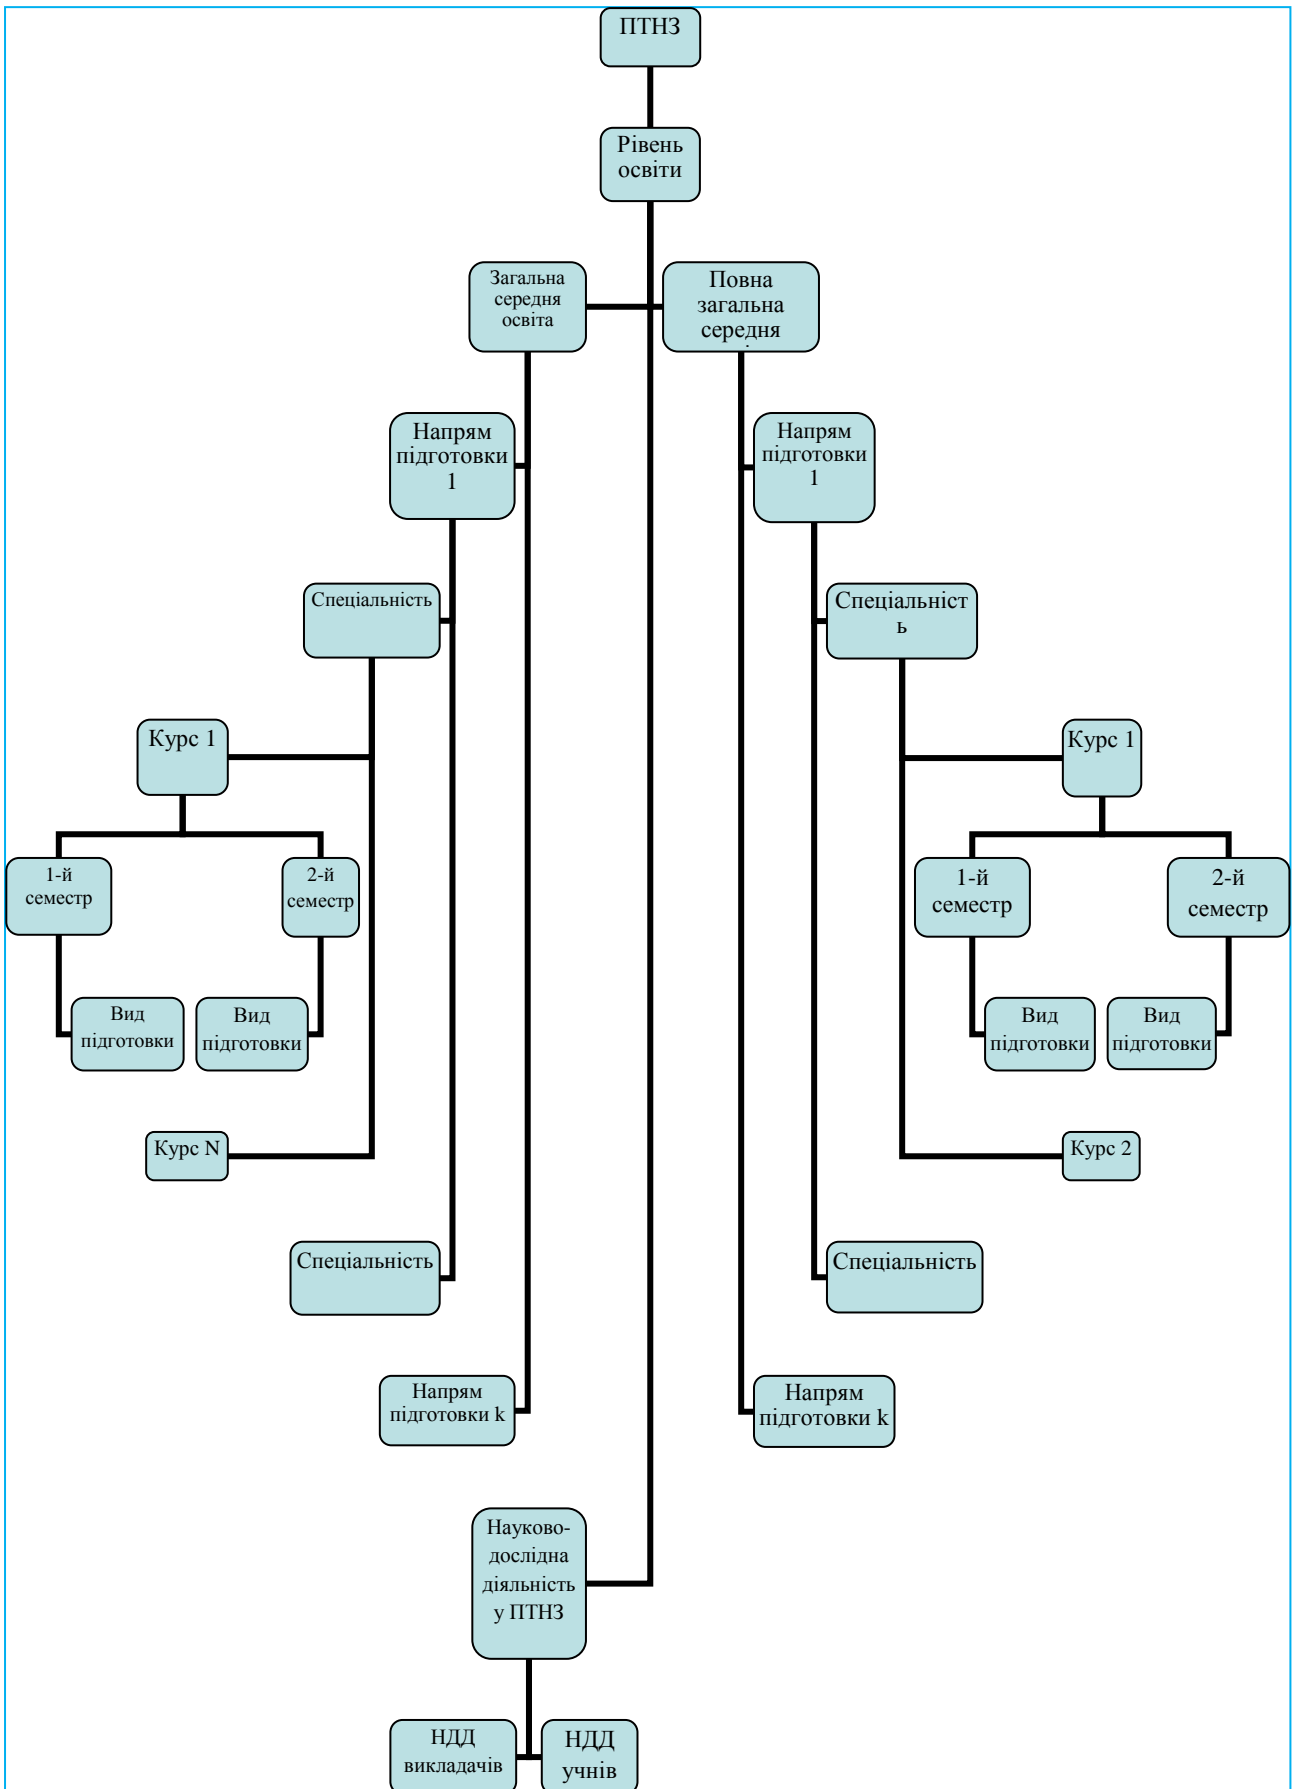 ПТНЗ
Рівень
освіти
Загальна
середня
освіта
Повна
загальна
середня
Напрям
підготовки
1
Напрям
підготовки
1
Спеціальність
Спеціальніст
ь
Курс 1
Курс 1
1-й
семестр
2-й
семестр
1-й
семестр
2-й
семестр
Вид
підготовки
Вид
підготовки
Вид
підготовки
Вид
підготовки
Курс N
Курс 2
Спеціальність
Спеціальність
Напрям
підготовки k
Напрям
підготовки k
Науково-
дослідна
діяльність
у ПТНЗ
НДД
викладачів
НДД
учнів